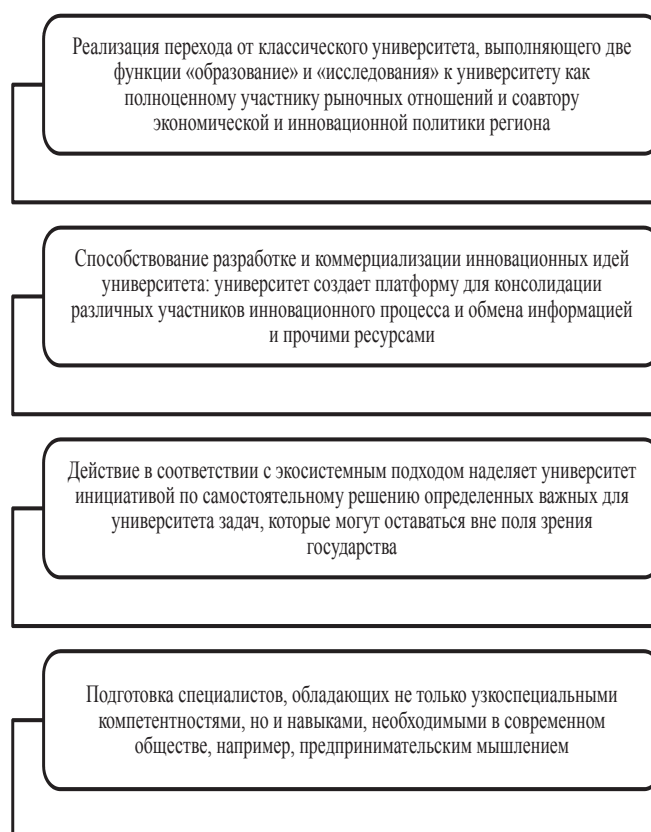 Реализация перехода от классического университета, выполняющего две
функции «образование» и «исследования» к университету как
полноценному участнику рыночных отношений и соавтору
экономической и инновационной политики региона
Способствование разработке и коммерциализации инновационных идей
университета: университет создает платформу для консолидации
различных участников инновационного процесса и обмена информацией
и прочими ресурсами
Действие в соответствии с экосистемным подходом наделяет университет
инициативой по самостоятельному решению определенных важных для
университета задач, которые могут оставаться вне поля зрения
государства
Подготовка специалистов, обладающих не только узкоспециальными
компетентностями, но и навыками, необходимыми в современном
обществе, например, предпринимательским мышлением